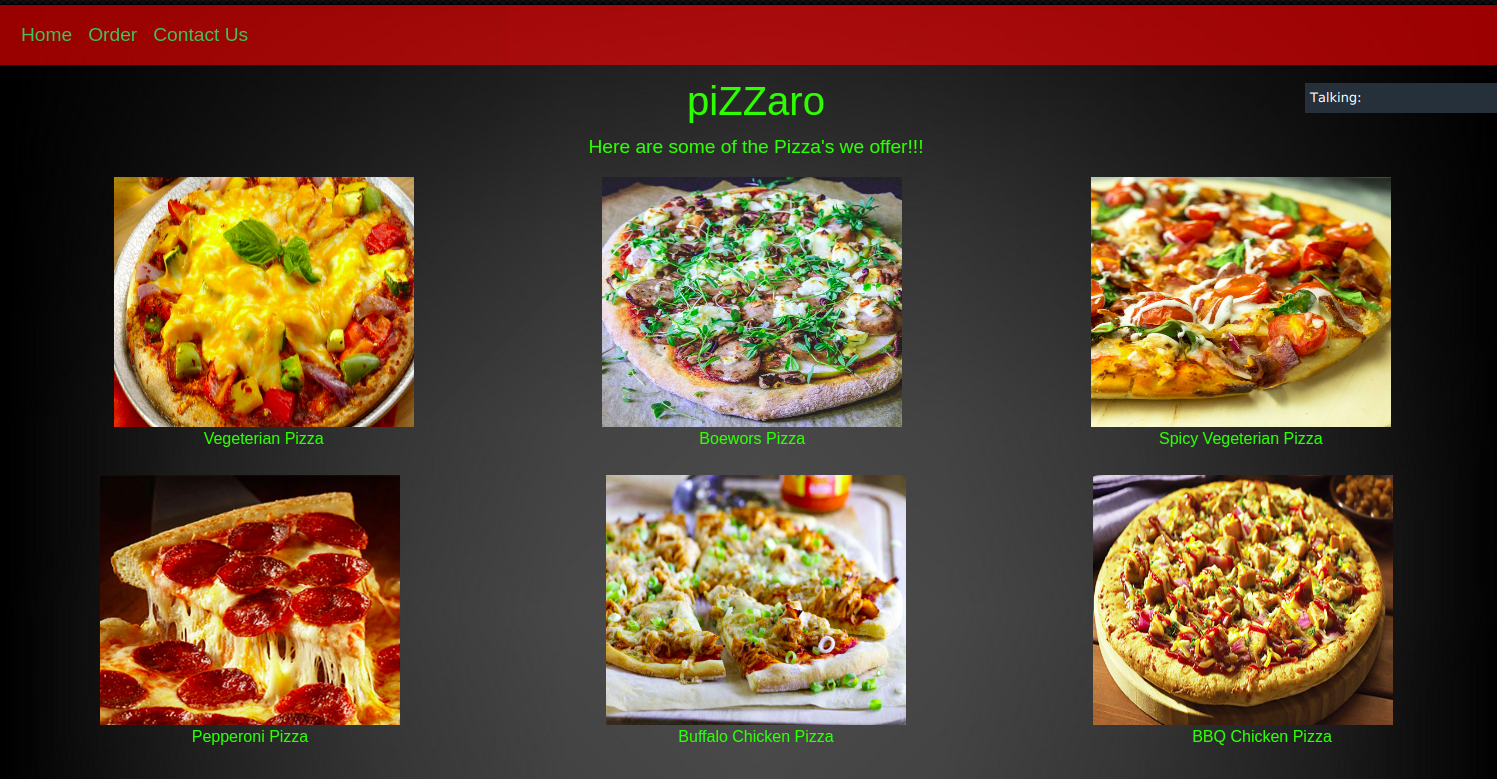 Home Order Contact Us
piZZaro
Talking:
Here are some of the Pizza's we offer!!!
Vegeterian Pizza
Boewors Pizza
Spicy Vegeterian Pizza
Pepperoni Pizza
Buffalo Chicken Pizza
BBQ Chicken Pizza